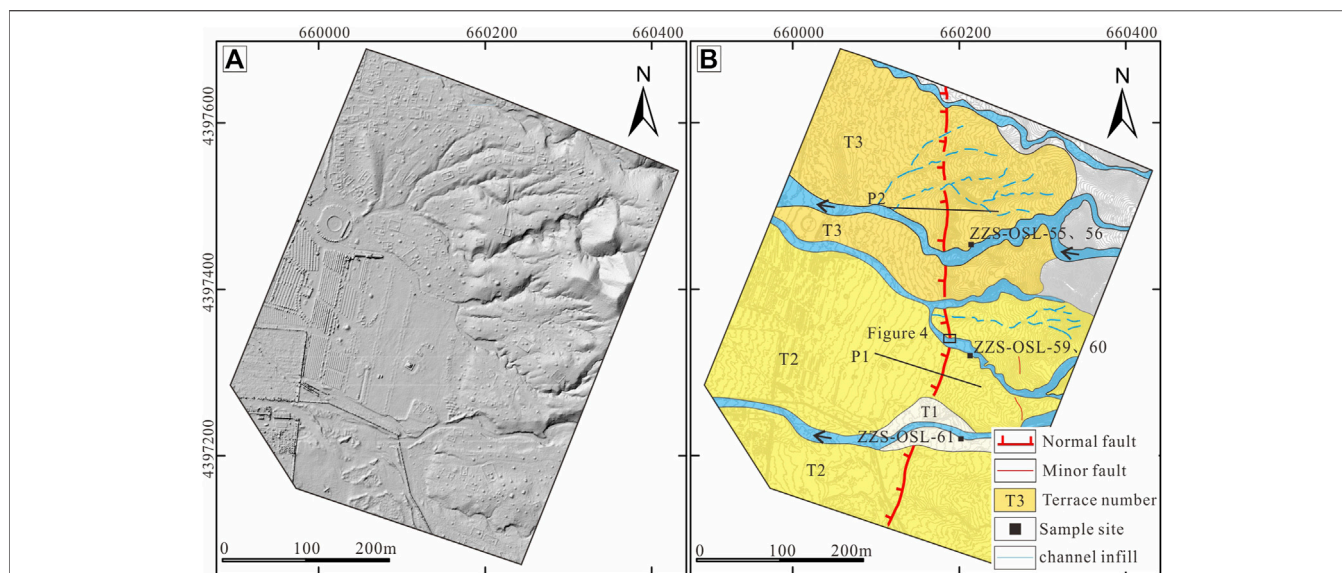 660000 660200 660400
A
N
4397600
4397400
4397200
0 100 200m
660000 660200 660400
B
N
T3
P2
T3
ZZS-OSL-55、56
Figure 4
ZZS-OSL-59、60
P1
T2
T1
ZZS-OSL-61
T2
Normal fault
Minor fault
T3 Terrace number
Sample site
channel infill
0 100 200m